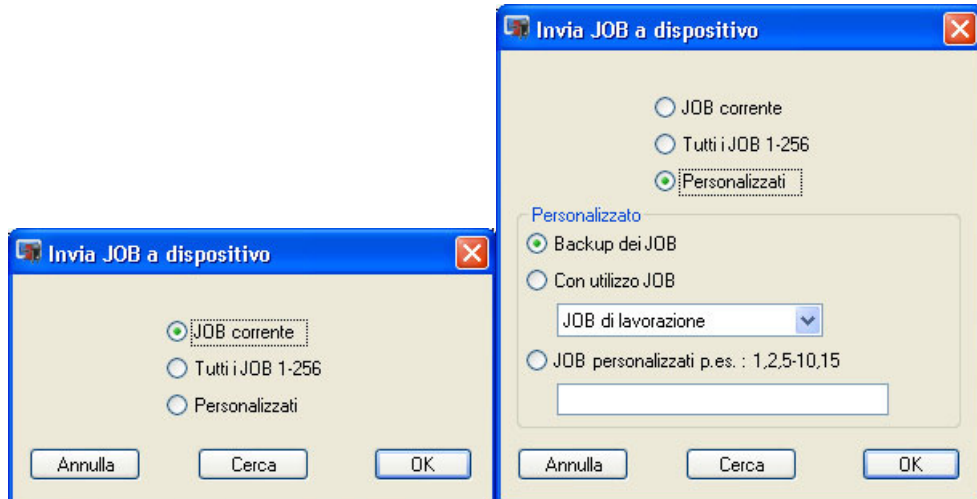 Invia JOB a dispositivo
JOB corrente
Tutti i JOB 1-256
Personalizzati
Annulla
Cerca
OK
Invia JOB a dispositivo
JOB corrente
Tutti i JOB 1-256
Personalizzati
Personalizzato
Backup dei JOB
Con utilizzo JOB
JOB di lavorazione
JOB personalizzati p.es. : 1,2,5-10,15
Annulla
Cerca
OK